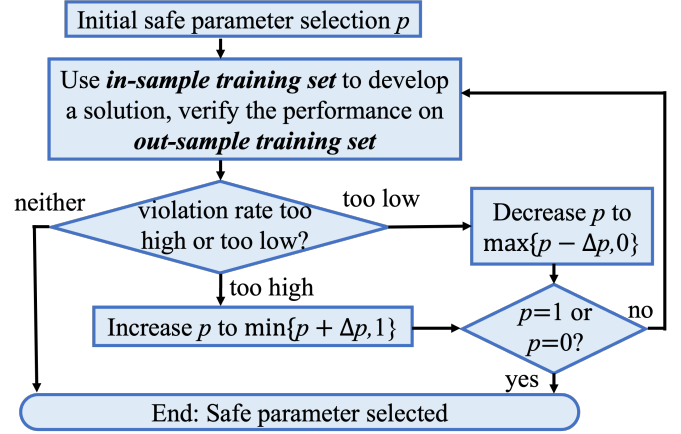 Initial safe parameter selection p
Use in-sample training set to develop
a solution, verify the performance on
out-sample training set
neither
violation rate too
high or too low?
too low
Decrease p to
max{p − Δp,0}
too high
Increase p to min{p + Δp,1}
p=1 or
p=0?
no
yes
End: Safe parameter selected